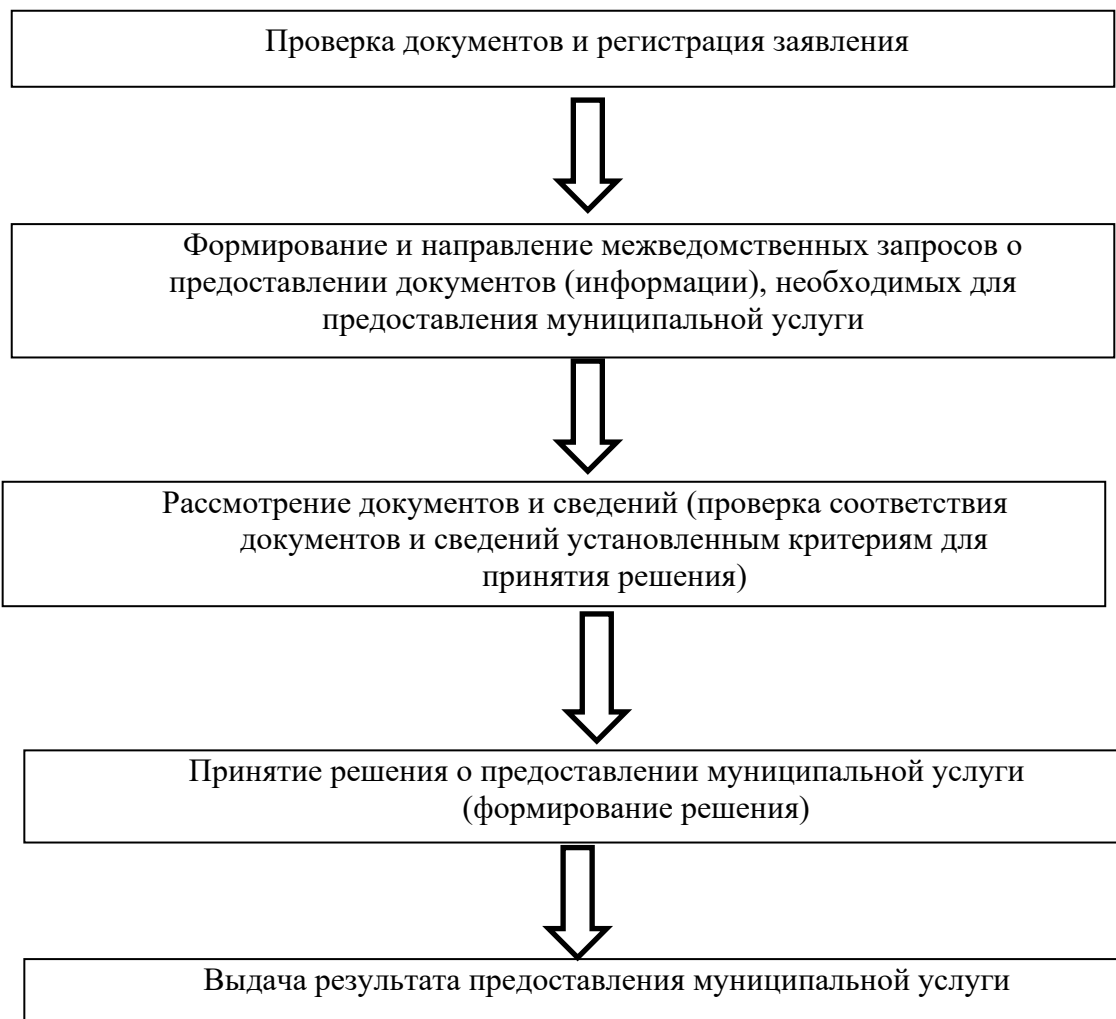 Проверка документов и регистрация заявления
Формирование и направление межведомственных запросов о
предоставлении документов (информации), необходимых для
предоставления муниципальной услуги
Рассмотрение документов и сведений (проверка соответствия
документов и сведений установленным критериям для
принятия решения)
Принятие решения о предоставлении муниципальной услуги
(формирование решения)
Выдача результата предоставления муниципальной услуги